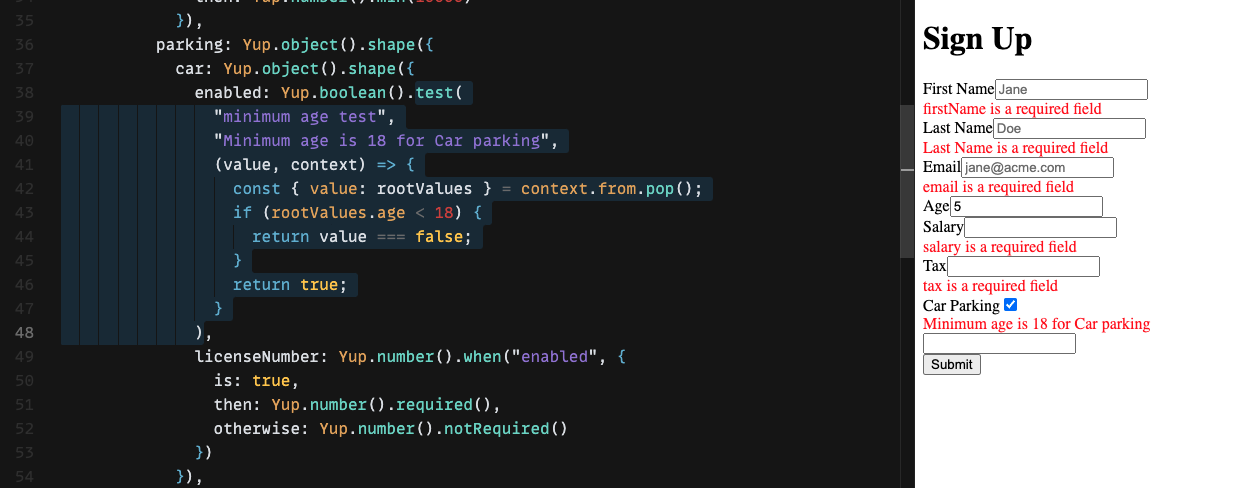 35 }),
36 parking: Yup.object().shape({
37 car: Yup.object().shape({
38 enabled: Yup.boolean().test(
39 "minimum age test",
40 "Minimum age is 18 for Car parking",
41 (value, context) => {
42 const { value: rootValues } = context.from.pop();
43 if (rootValues.age < 18) {
44 return value === false;
45 }
46 return true;
47 }
48 ),
49 licenseNumber: Yup.number().when("enabled", {
50 is: true,
51 then: Yup.number().required(),
52 otherwise: Yup.number().notRequired()
53 })
54 }),
Sign Up
First Name Jane
firstName is a required field
Last Name Doe
Last Name is a required field
Email jane@acme.com
email is a required field
Age 5
Salary
salary is a required field
Tax
tax is a required field
Car Parking
Minimum age is 18 for Car parking
Submit